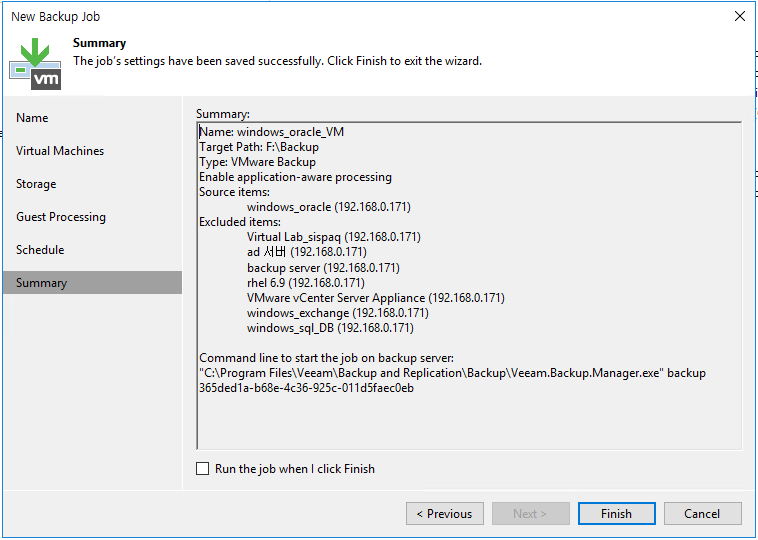 New Backup Job
Summary
The job's settings have been saved successfully. Click Finish to exit the wizard.
vm
Name
Virtual Machines
Storage
Guest Processing
Schedule
Summary
Summary:
Name: windows_oracle_VM
Target Path: F:\Backup
Type: VMware Backup
Enable application-aware processing
Source items:
windows_oracle (192.168.0.171)
Excluded items:
Virtual Lab_sispaq (192.168.0.171)
ad 서버 (192.168.0.171)
backup server (192.168.0.171)
rhel 6.9 (192.168.0.171)
VMware vCenter Server Appliance (192.168.0.171)
windows_exchange (192.168.0.171)
windows_sql_DB (192.168.0.171)
Command line to start the job on backup server:
"C:\Program Files\Veeam\Backup and Replication\Backup\Veeam.Backup.Manager.exe" backup
365ded1a-b68e-4c36-925c-011d5faec0eb
Run the job when I click Finish
< Previous
Next >
Finish
Cancel